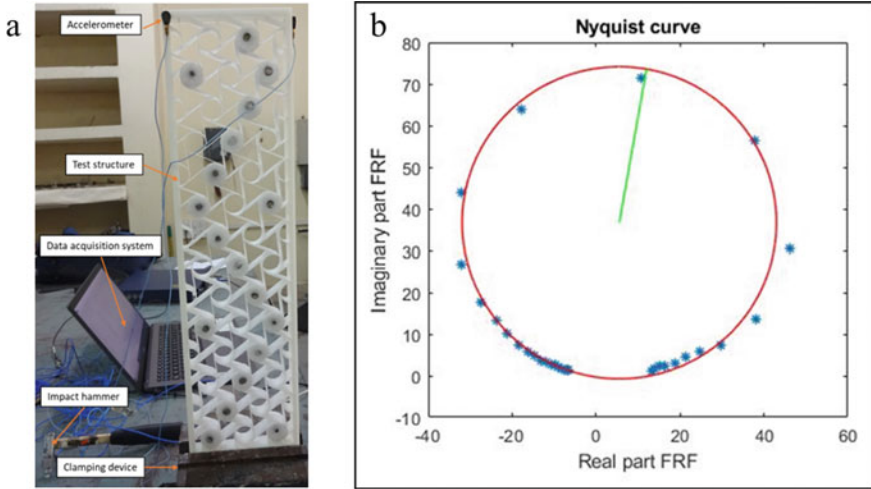 a
Accelerometer
Test structure
Data acquisition system
Impact hammer
Clamping device
b
Nyquist curve
Imaginary part FRF
80
70
60
50
40
30
20
10
0
-10
-40 -20 0 20 40 60
Real part FRF